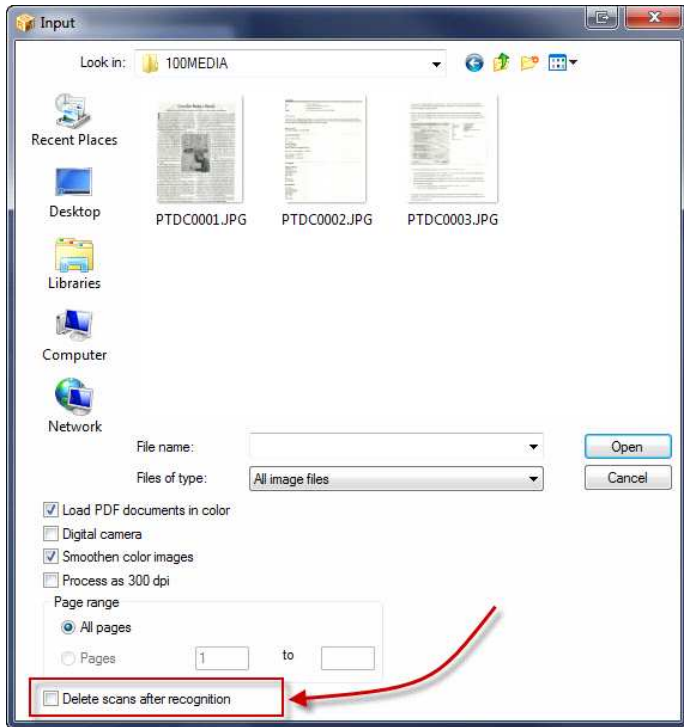 Input
Look in: 100MEDIA
Recent Places
Desktop
Libraries
Computer
Network
PTDC0001.JPG PTDC0002.JPG PTDC0003.JPG
File name: Open
Files of type: All image files Cancel
Load PDF documents in color
Digital camera
Smoothen color images
Process as 300 dpi
Page range
All pages
Pages 1 to
Delete scans after recognition